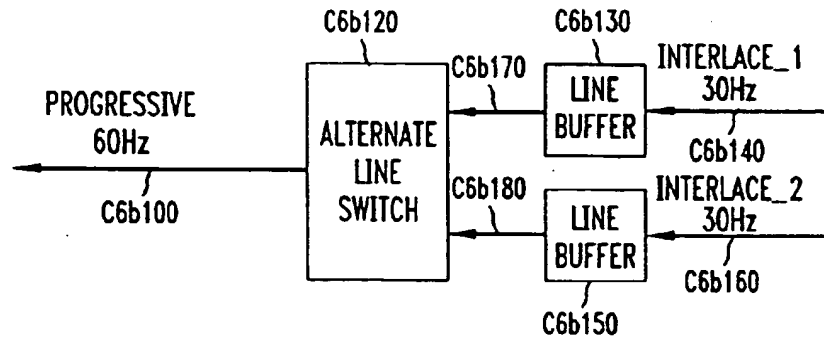 C6b120
C6b130
C6b170
INTERLACE_1
30Hz
LINE
BUFFER
C6b140
PROGRESSIVE
60Hz
C6b100
ALTERNATE
LINE
SWITCH
C6b180
INTERLACE_2
30Hz
LINE
BUFFER
C6b160
C6b150